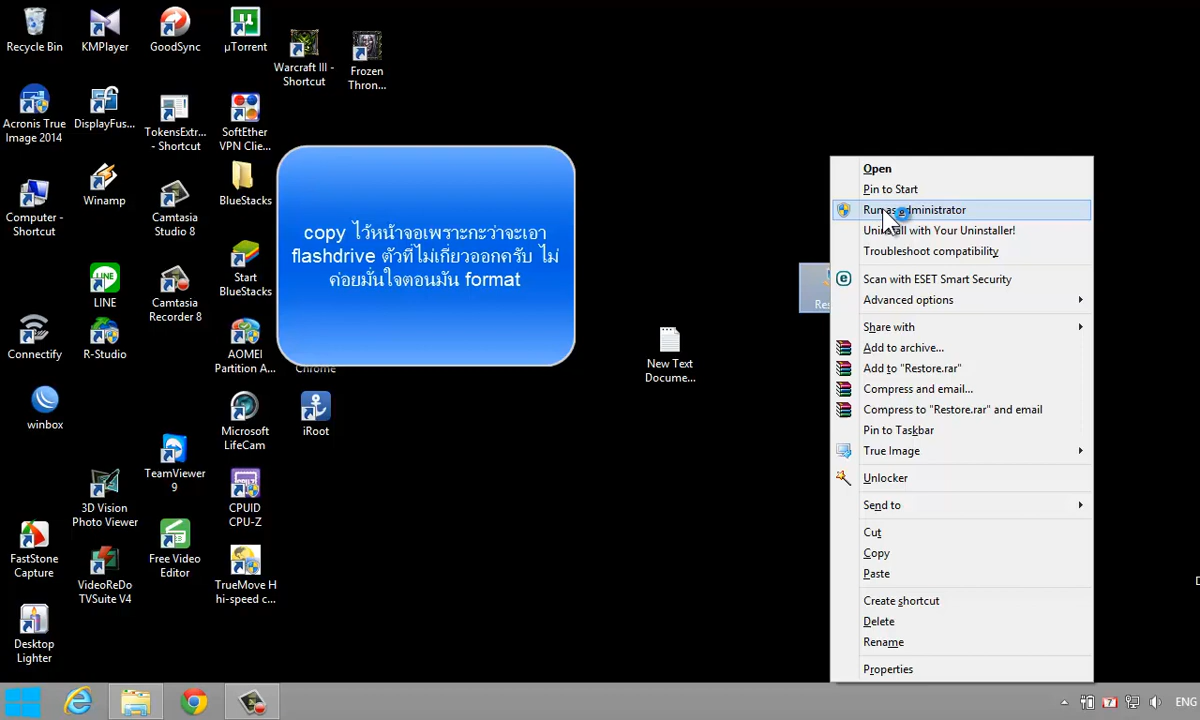 Recycle Bin
KMPlayer
GoodSync
µTorrent
Warcraft III -
Shortcut
Frozen
Thron...
Acronis True
Image 2014
DisplayFus...
TokensExtr...
- Shortcut
SoftEther
VPN Clie...
Computer -
Shortcut
Winamp
Camtasia
Studio 8
BlueStacks
LINE
Camtasia
Recorder 8
Start
BlueStacks
Connectify
R-Studio
AOMEI
Partition A...
Chrome
winbox
Microsoft
LifeCam
iRoot
TeamViewer
9
3D Vision
Photo Viewer
CPUID
CPU-Z
FastStone
Capture
VideoReDo
TVSuite V4
Free Video
Editor
TrueMove H
hi-speed c...
Desktop
Lighter
copy ไว้หน้าจอเพราะกะว่าจะเอา
flashdrive ตัวที่ไม่เกี่ยวออกครับ ไม่
ค่อยมั่นใจตอนมัน format
New Text
Docume...
Open
Pin to Start
Run as administrator
Uninstall with Your Uninstaller!
Troubleshoot compatibility
Scan with ESET Smart Security
Advanced options
Share with
Add to archive...
Add to "Restore.rar"
Compress and email...
Compress to "Restore.rar" and email
Pin to Taskbar
True Image
Unlocker
Send to
Cut
Copy
Paste
Create shortcut
Delete
Rename
Properties
7
ENG